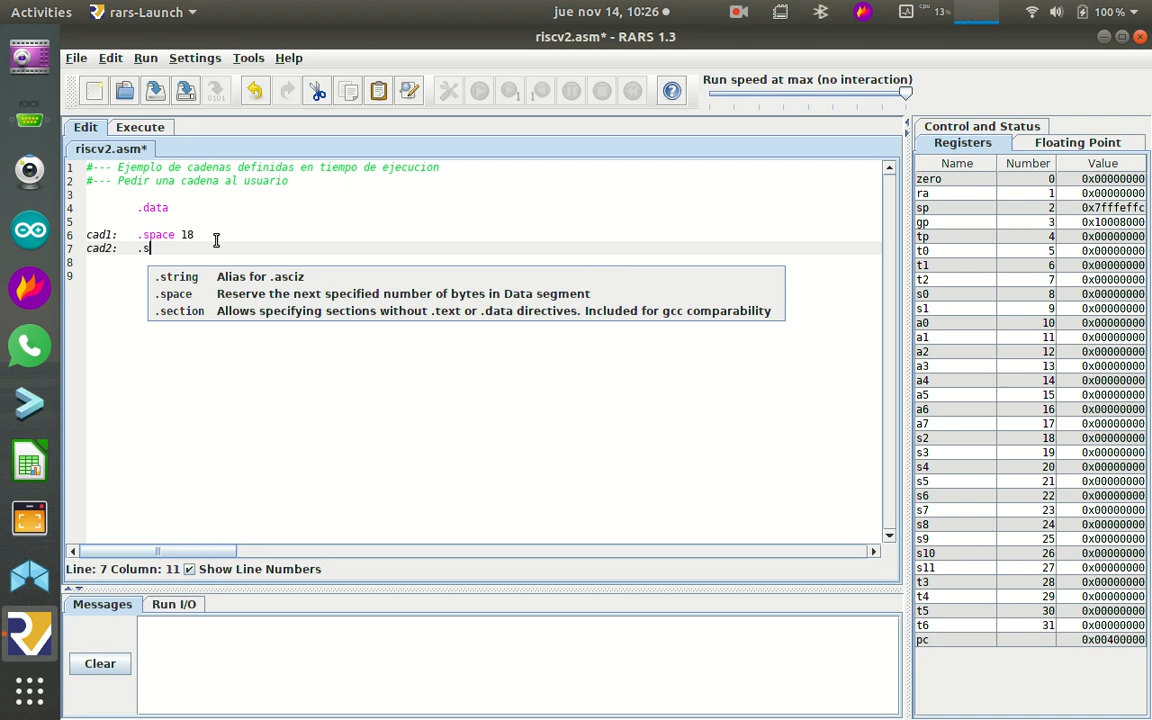 Activities rars-Launch jue nov 14, 10:26 cpu 13% 100 %
riscv2.asm* - RARS 1.3
File Edit Run Settings Tools Help
Run speed at max (no interaction)
Edit Execute
riscv2.asm*
1 #--- Ejemplo de cadenas definidas en tiempo de ejecucion
2 #--- Pedir una cadena al usuario
3
4 .data
5
6 cad1: .space 18
7 cad2: .s
8
9
.string Alias for .asciz
.space Reserve the next specified number of bytes in Data segment
.section Allows specifying sections without .text or .data directives. Included for gcc comparability
Line: 7 Column: 11 Show Line Numbers
Messages Run I/O
Clear
Control and Status
Registers Floating Point
Name Number Value
zero 0 0x00000000
ra 1 0x00000000
sp 2 0x7fffeffc
gp 3 0x10008000
tp 4 0x00000000
t0 5 0x00000000
t1 6 0x00000000
t2 7 0x00000000
s0 8 0x00000000
s1 9 0x00000000
a0 10 0x00000000
a1 11 0x00000000
a2 12 0x00000000
a3 13 0x00000000
a4 14 0x00000000
a5 15 0x00000000
a6 16 0x00000000
a7 17 0x00000000
s2 18 0x00000000
s3 19 0x00000000
s4 20 0x00000000
s5 21 0x00000000
s6 22 0x00000000
s7 23 0x00000000
s8 24 0x00000000
s9 25 0x00000000
s10 26 0x00000000
s11 27 0x00000000
t3 28 0x00000000
t4 29 0x00000000
t5 30 0x00000000
t6 31 0x00000000
pc 0x00400000